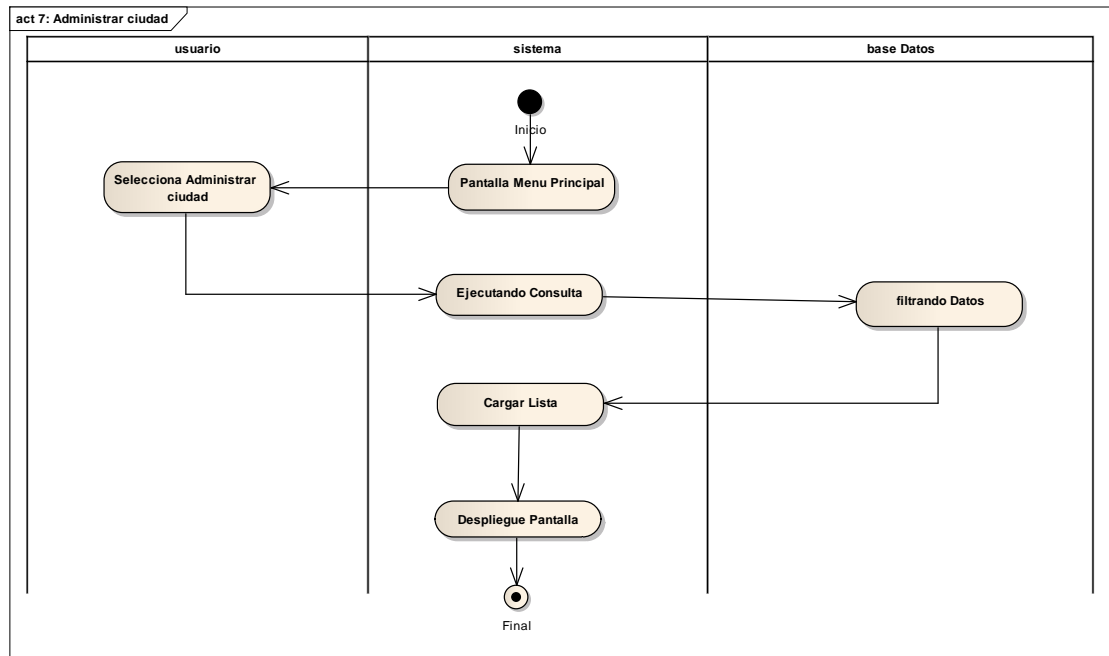 act 7: Administrar ciudad
usuario
sistema
base Datos
Inicio
Selecciona Administrar
ciudad
Pantalla Menu Principal
Ejecutando Consulta
filtrando Datos
Cargar Lista
Despliegue Pantalla
Final